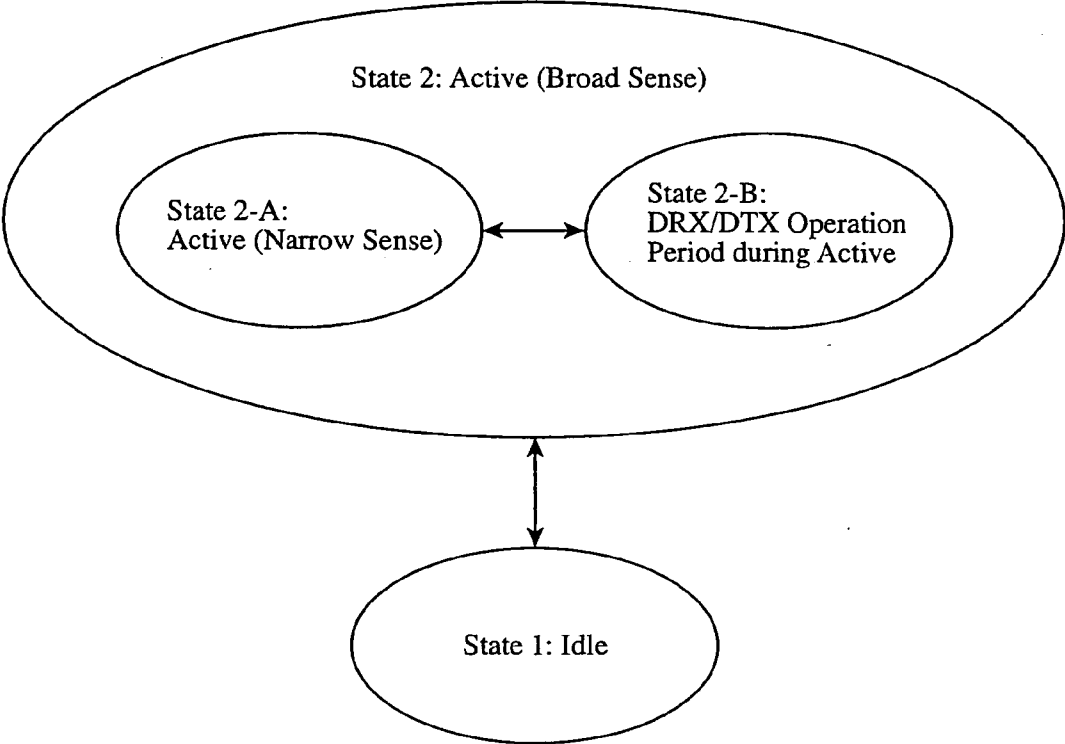 State 2: Active (Broad Sense)
State 2-A:
Active (Narrow Sense)
State 2-B:
DRX/DTX Operation
Period during Active
State 1: Idle